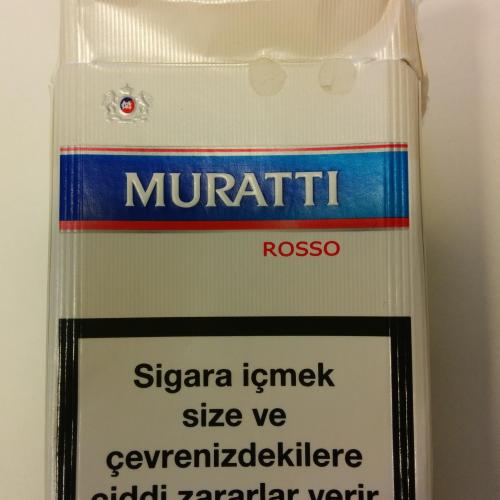 MURATTI
ROSSO
Sigara içmek
size ve
çevrenizdekilere
ciddi zararlar verir